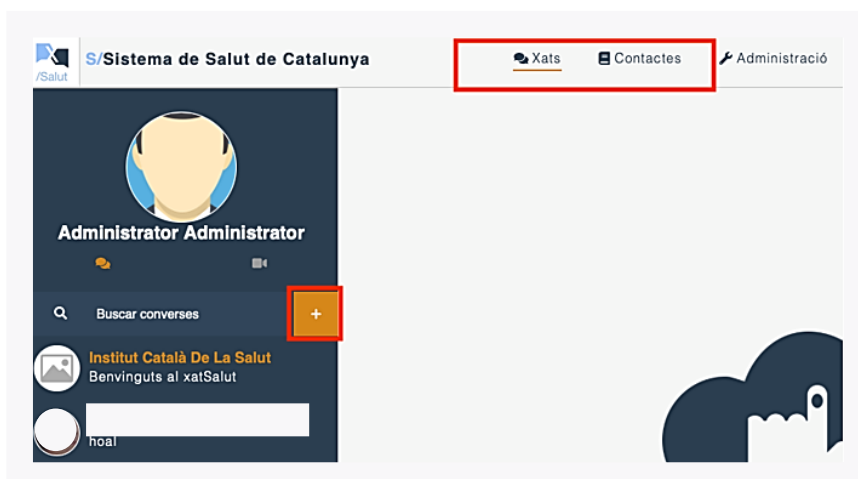 /Salut
S/Sistema de Salut de Catalunya
Xats
Contactes
Administració
Administrator Administrator
Buscar converses
+
Institut Català De La Salut
Benvinguts al xatSalut
hoal